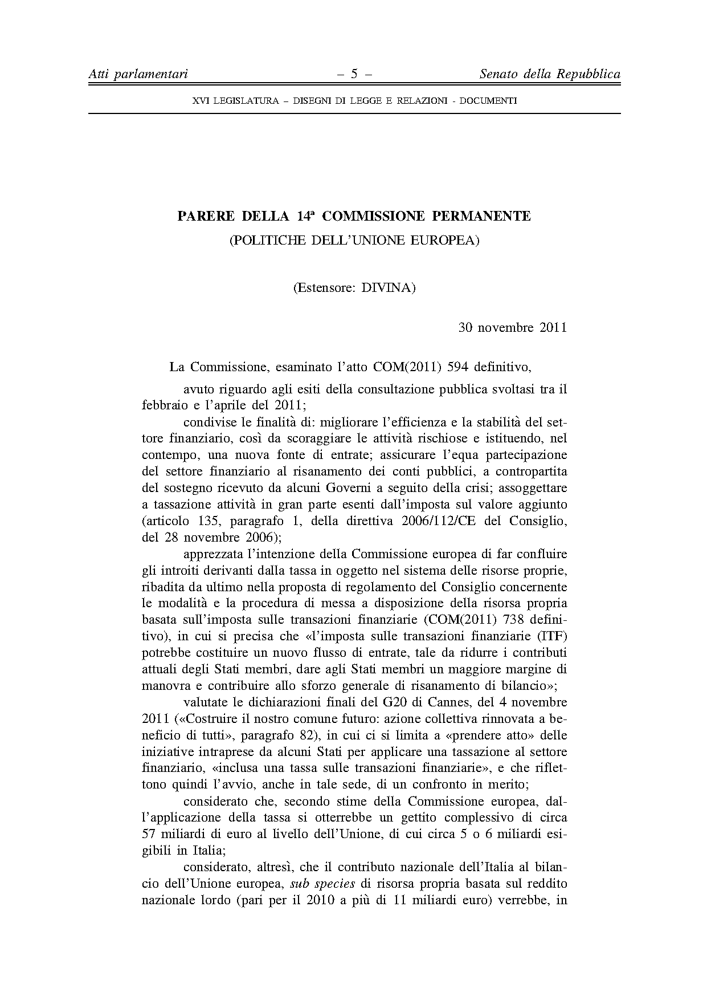 Atti parlamentari – 5 – Senato della Repubblica
XVI LEGISLATURA – DISEGNI DI LEGGE E RELAZIONI - DOCUMENTI
PARERE DELLA 14ª COMMISSIONE PERMANENTE
(POLITICHE DELL’UNIONE EUROPEA)
(Estensore: DIVINA)
30 novembre 2011
La Commissione, esaminato l’atto COM(2011) 594 definitivo,
avuto riguardo agli esiti della consultazione pubblica svoltasi tra il
febbraio e l’aprile del 2011;
condivise le finalità di: migliorare l’efficienza e la stabilità del set-
tore finanziario, così da scoraggiare le attività rischiose e istituendo, nel
contempo, una nuova fonte di entrate; assicurare l’equa partecipazione
del settore finanziario al risanamento dei conti pubblici, a contropartita
del sostegno ricevuto da alcuni Governi a seguito della crisi; assoggettare
a tassazione attività in gran parte esenti dall’imposta sul valore aggiunto
(articolo 135, paragrafo 1, della direttiva 2006/112/CE del Consiglio,
del 28 novembre 2006);
apprezzata l’intenzione della Commissione europea di far confluire
gli introiti derivanti dalla tassa in oggetto nel sistema delle risorse proprie,
ribadita da ultimo nella proposta di regolamento del Consiglio concernente
le modalità e la procedura di messa a disposizione della risorsa propria
basata sull’imposta sulle transazioni finanziarie (COM(2011) 738 defini-
tivo), in cui si precisa che «l’imposta sulle transazioni finanziarie (ITF)
potrebbe costituire un nuovo flusso di entrate, tale da ridurre i contributi
attuali degli Stati membri, dare agli Stati membri un maggiore margine di
manovra e contribuire allo sforzo generale di risanamento di bilancio»;
valutate le dichiarazioni finali del G20 di Cannes, del 4 novembre
2011 («Costruire il nostro comune futuro: azione collettiva rinnovata a be-
neficio di tutti», paragrafo 82), in cui ci si limita a «prendere atto» delle
iniziative intraprese da alcuni Stati per applicare una tassazione al settore
finanziario, «inclusa una tassa sulle transazioni finanziarie», e che riflet-
tono quindi l’avvio, anche in tale sede, di un confronto in merito;
considerato che, secondo stime della Commissione europea, dal-
l’applicazione della tassa si otterrebbe un gettito complessivo di circa
57 miliardi di euro al livello dell’Unione, di cui circa 5 o 6 miliardi esi-
gibili in Italia;
considerato, altresì, che il contributo nazionale dell’Italia al bilan-
cio dell’Unione europea, sub species di risorsa propria basata sul reddito
nazionale lordo (pari per il 2010 a più di 11 miliardi euro) verrebbe, in